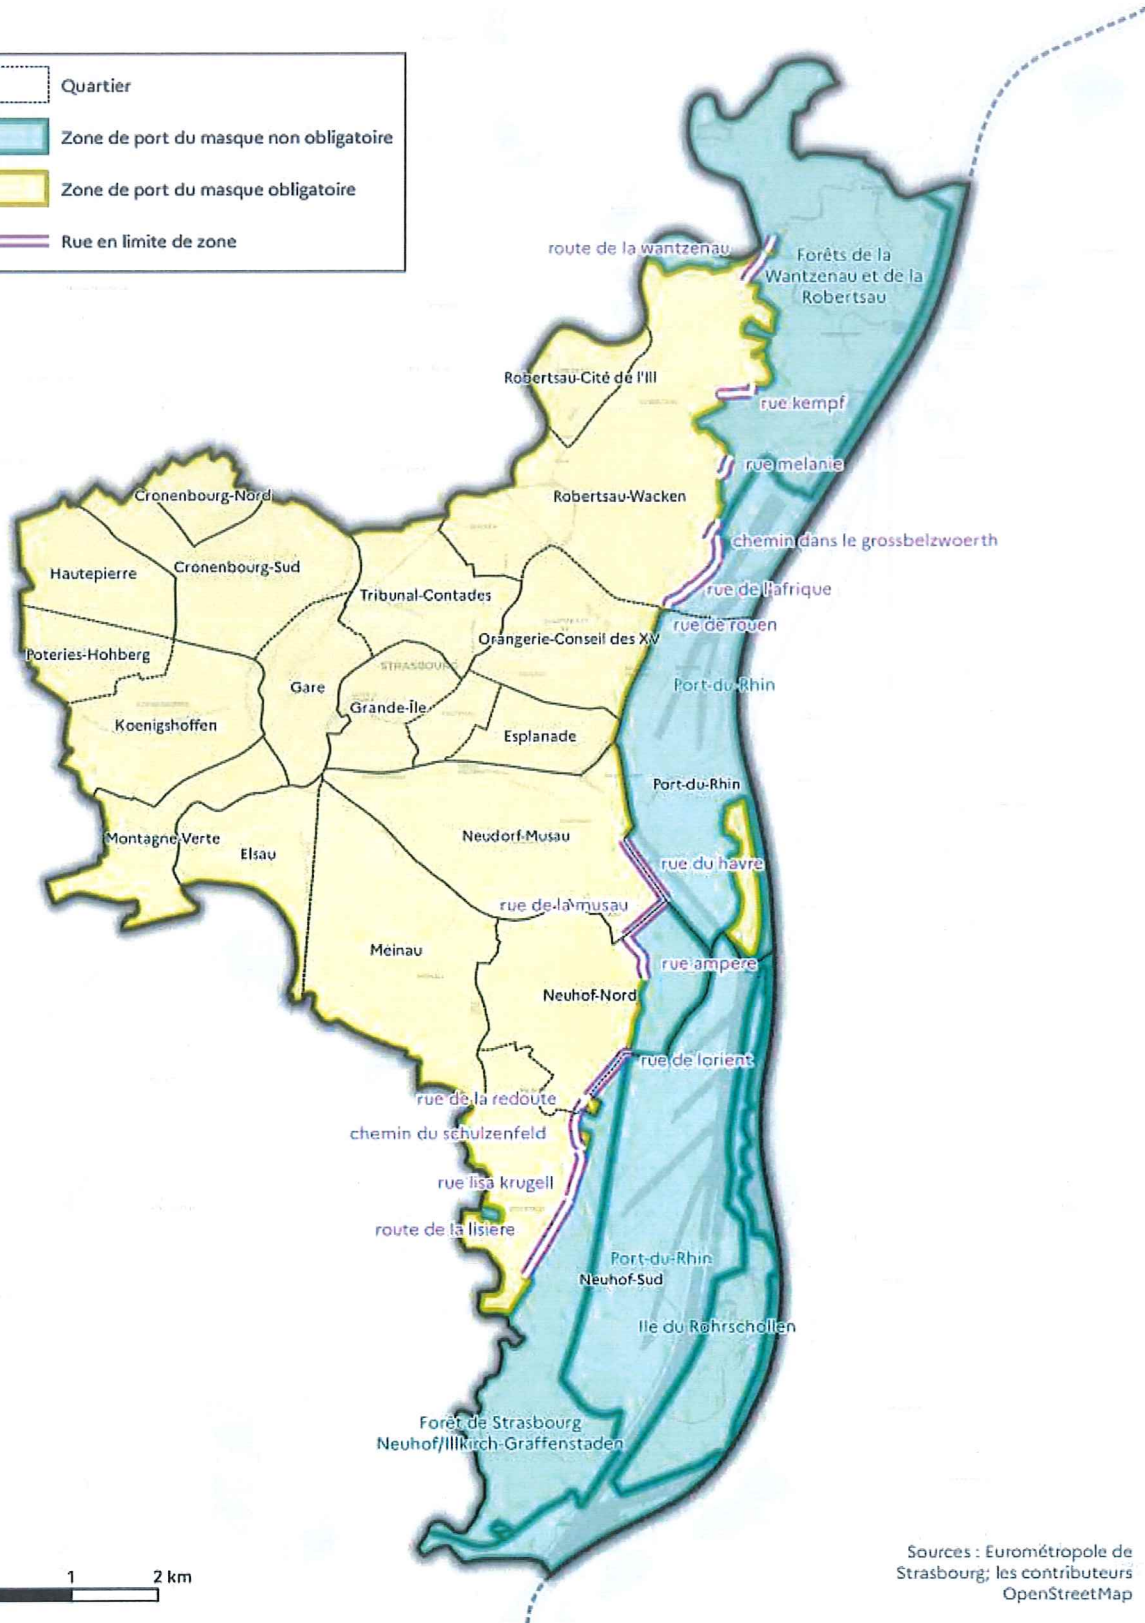 Quartier
Zone de port du masque non obligatoire
Zone de port du masque obligatoire
Rue en limite de zone
route de la wantzenau
Forêts de la
Wantzenau et de la
Robertsau
Robertsau-Cité de l'Ill
rue kempf
rue melanie
Cronenbourg-Nord
Robertsau-Wacken
chemin dans le grossbelzwoerth
Hautepierre
Cronenbourg-Sud
Tribunal-Contades
rue de l'afrique
rue de rouen
Orangerie-Conseil des XV
Poteries-Hohberg
STRASBOURG
Gare
Port-du-Rhin
Grande-Île
Koenigshoffen
Esplanade
Port-du-Rhin
Montagne-Verte
Elsau
Neudorf-Musau
rue du havre
rue de la musau
Meinau
rue ampere
Neuhof-Nord
rue de lorient
rue de la redoute
chemin du schulzenfeld
rue lisa krugell
route de la lisiere
Port-du-Rhin
Neuhof-Sud
Ile du Rohrschollen
Forêt de Strasbourg
Neuhof/Illkirch-Graffenstaden
1 2 km
Sources : Eurométropole de
Strasbourg; les contributeurs
OpenStreetMap